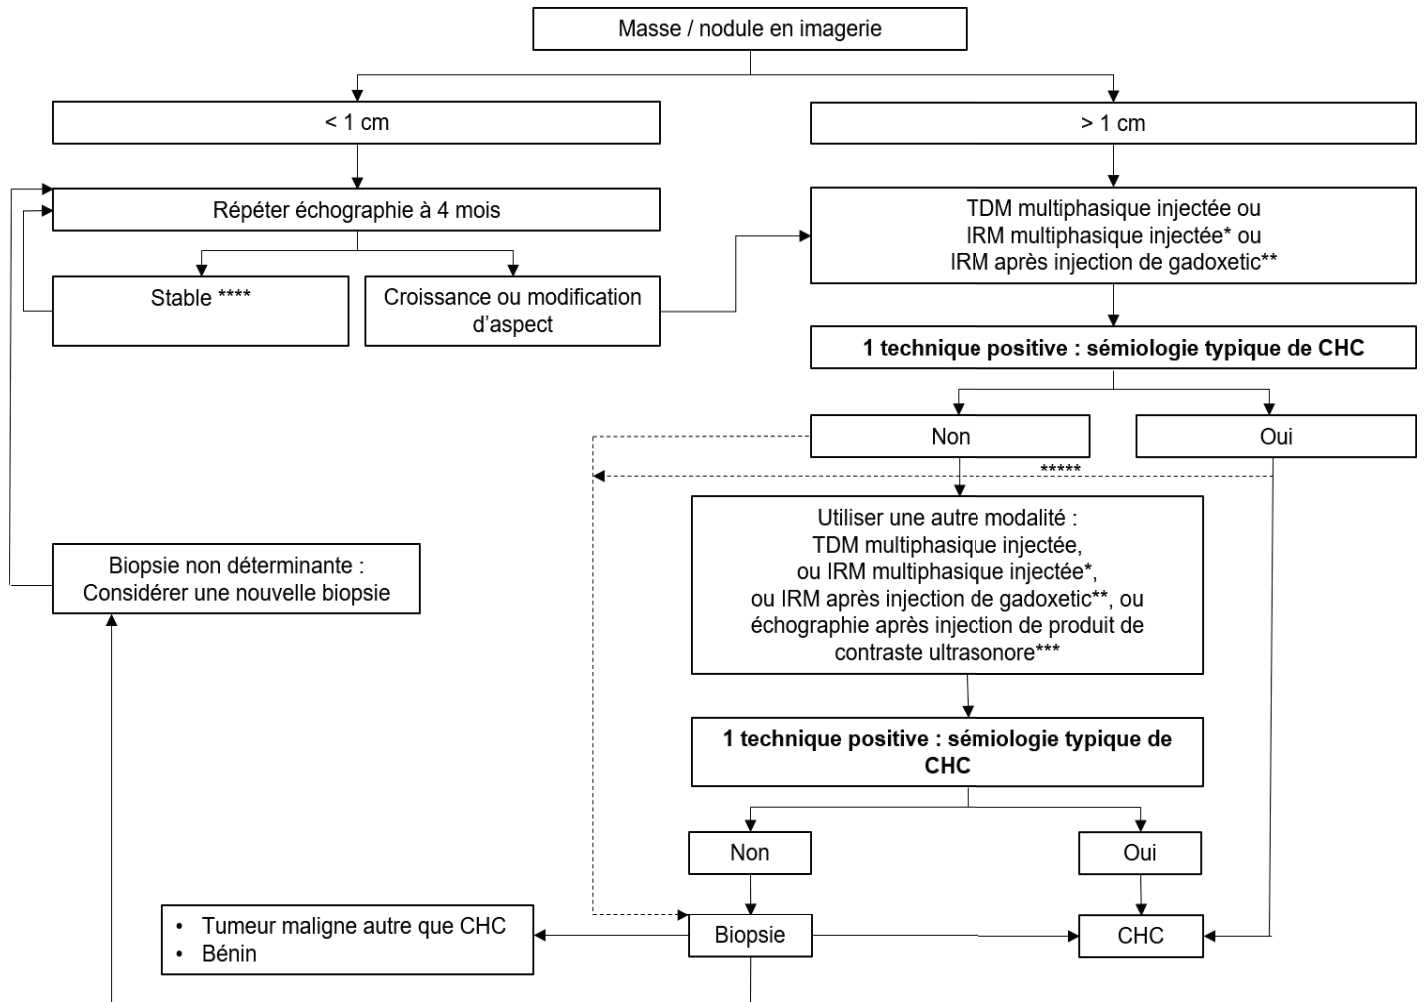 Masse / nodule en imagerie
< 1 cm
> 1 cm
Répéter échographie à 4 mois
TDM multiphasique injectée ou
IRM multiphasique injectée* ou
IRM après injection de gadoxetic**
Stable ****
Croissance ou modification
d'aspect
1 technique positive : sémiologie typique de CHC
Non
Oui
*****
Utiliser une autre modalité :
TDM multiphasique injectée,
ou IRM multiphasique injectée*,
ou IRM après injection de gadoxetic**, ou
échographie après injection de produit de
contraste ultrasonore***
Biopsie non déterminante :
Considérer une nouvelle biopsie
1 technique positive : sémiologie typique de
CHC
Non
Oui
• Tumeur maligne autre que CHC
• Bénin
Biopsie
CHC